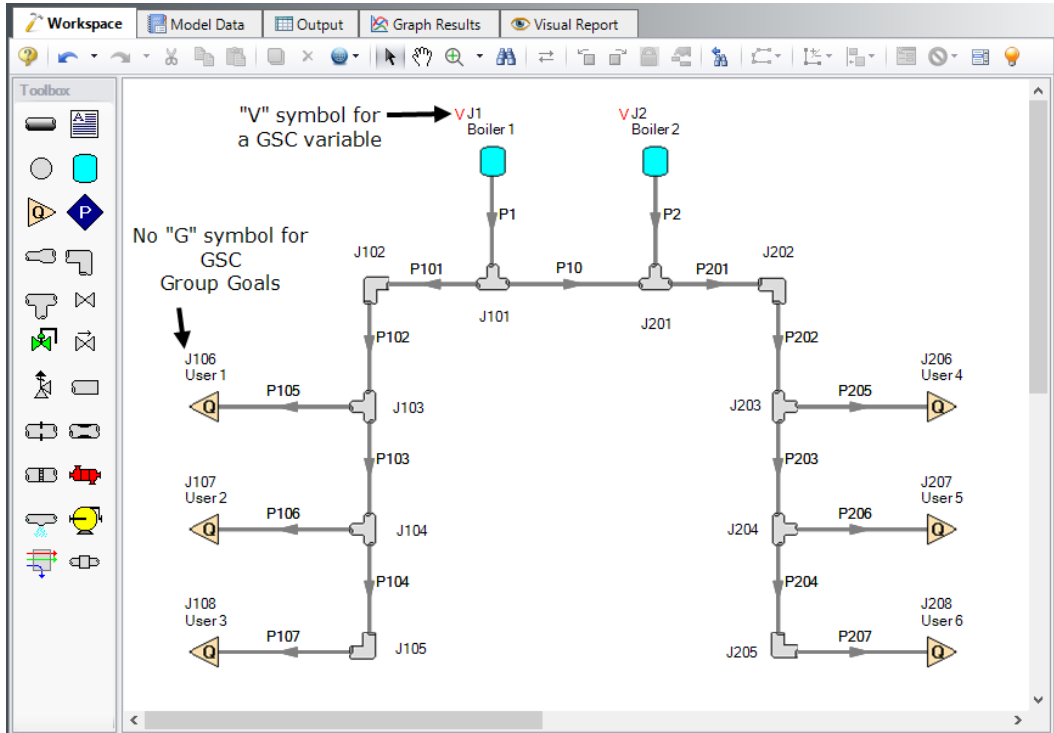 Workspace
Model Data
Output
Graph Results
Visual Report
Toolbox
"V" symbol for
a GSC variable
V J1
Boiler 1
V J2
Boiler 2
P1
P2
No "G" symbol for
GSC
Group Goals
J102
P101
P10
P201
J202
J101
J201
P102
P202
J106
User 1
P105
J103
J203
P205
J206
User 4
Q
Q
P103
P203
J107
User 2
P106
J104
J204
P206
J207
User 5
Q
Q
P104
P204
J108
User 3
P107
J105
J205
P207
J208
User 6
Q
Q
Q
P
A